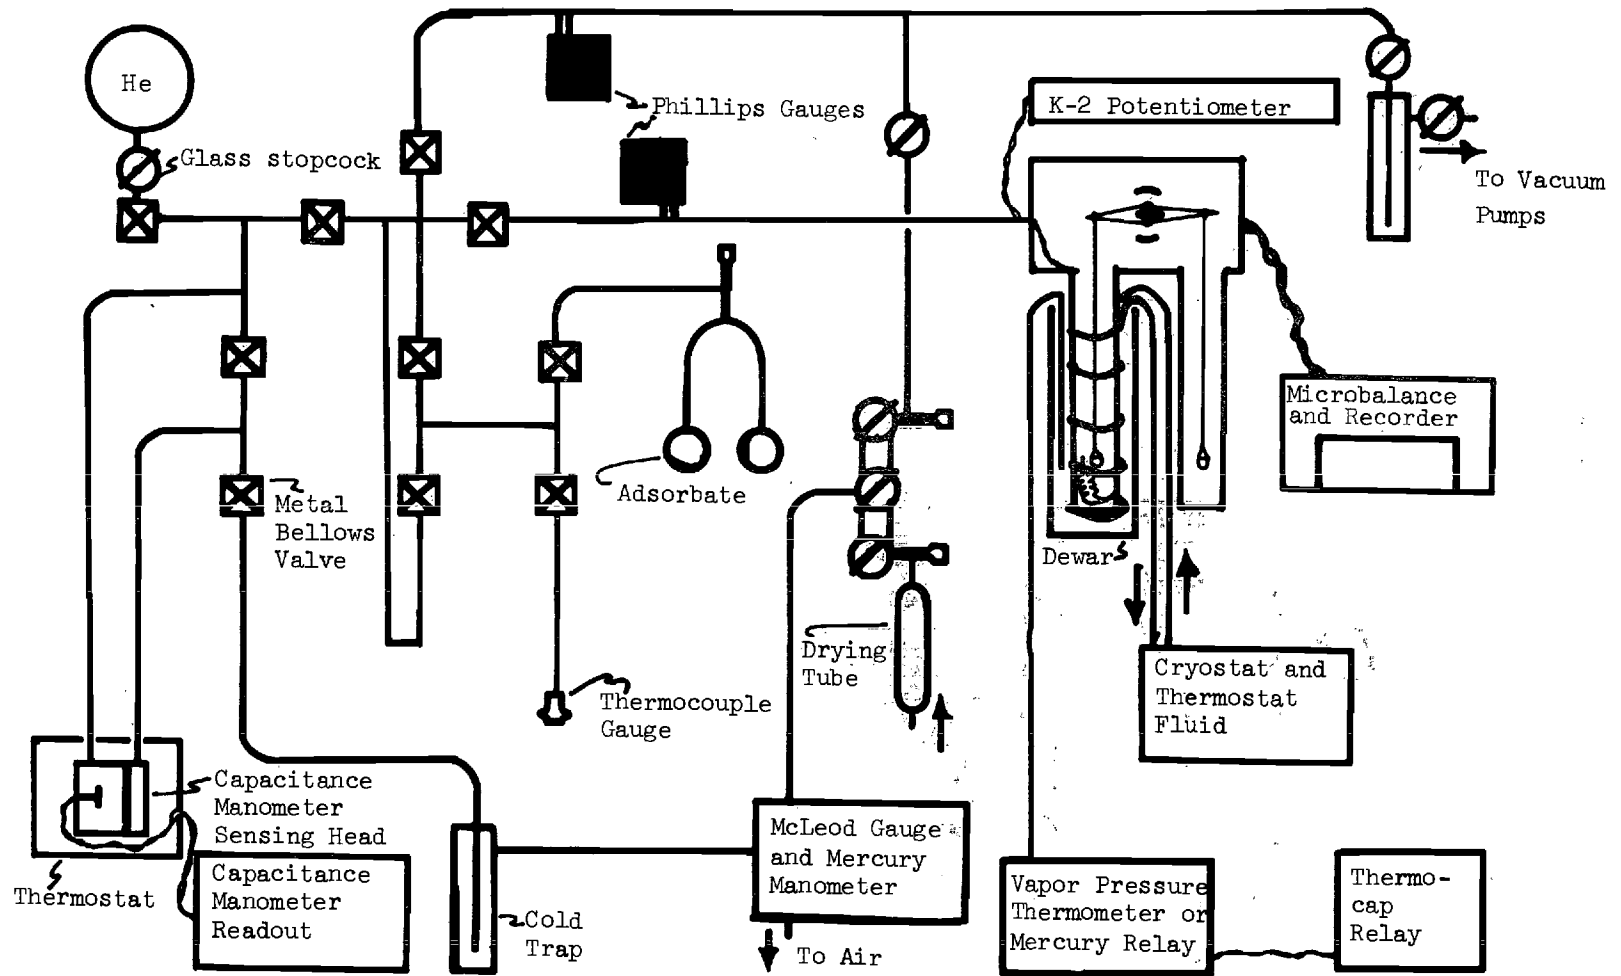 He
Glass stopcock
Phillips Gauges
K-2 Potentiometer
To Vacuum
Pumps
Microbalance
and Recorder
Adsorbate
Metal
Bellows
Valve
Dewar
Drying
Tube
Cryostat and
Thermostat
Fluid
Thermocouple
Gauge
Capacitance
Manometer
Sensing Head
Thermostat
Capacitance
Manometer
Readout
Cold
Trap
McLeod Gauge
and Mercury
Manometer
To Air
Vapor Pressure
Thermometer or
Mercury Relay
Thermo-
cap
Relay